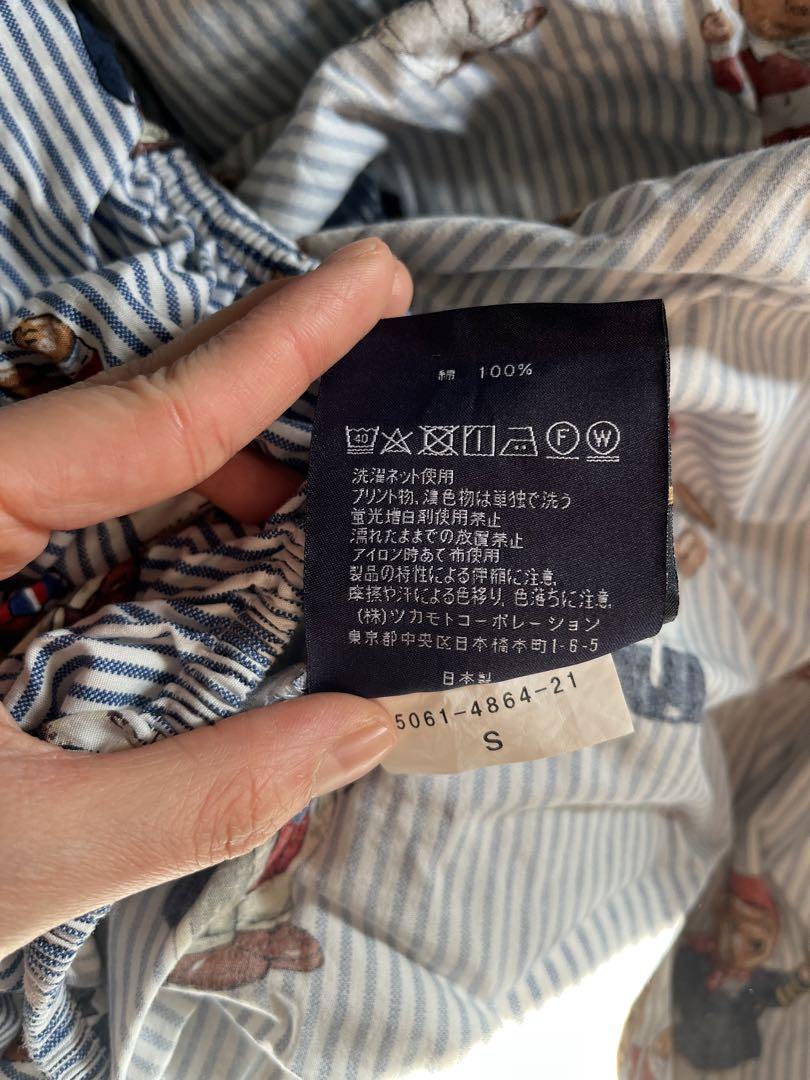 綿 100%
40 F W
洗濯ネット使用
プリント物、濃色物は単独で洗う
蛍光増白剤使用禁止
濡れたままでの放置禁止
アイロン時あて布使用
製品の特性による伸縮に注意.
摩擦や汗による色移り, 色落ちに注意.
(株)ツカモトコーポレーション
東京都中央区日本橋本町1-6-5
日本製
5061-4864-21
S